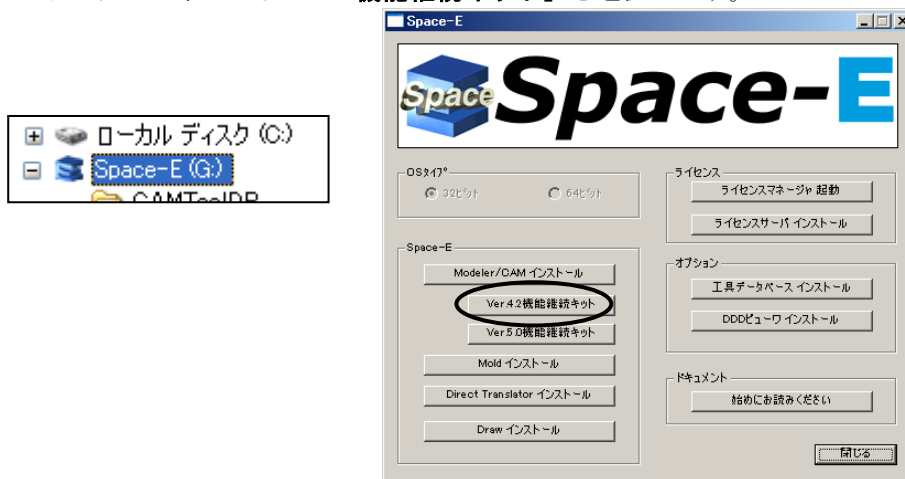 機能継続キット」
Space-E
Space
Space-E
ローカル ディスク (C:)
Space-E (G:)
CAMToolDB
OSタイプ
32ビット
64ビット
Space-E
Modeler/CAM インストール
Ver.4.2機能継続キット
Ver.5.0機能継続キット
Mold インストール
Direct Translator インストール
Draw インストール
ライセンス
ライセンスマネージャ 起動
ライセンスサーバ インストール
オプション
工具データベース インストール
DDDビューワ インストール
ドキュメント
始めにお読みください
閉じる